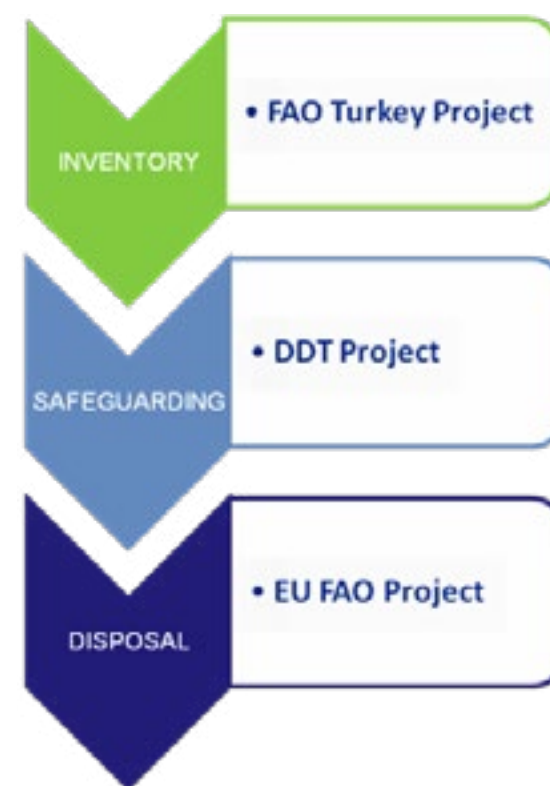 INVENTORY
• FAO Turkey Project
SAFEGUARDING
• DDT Project
DISPOSAL
• EU FAO Project